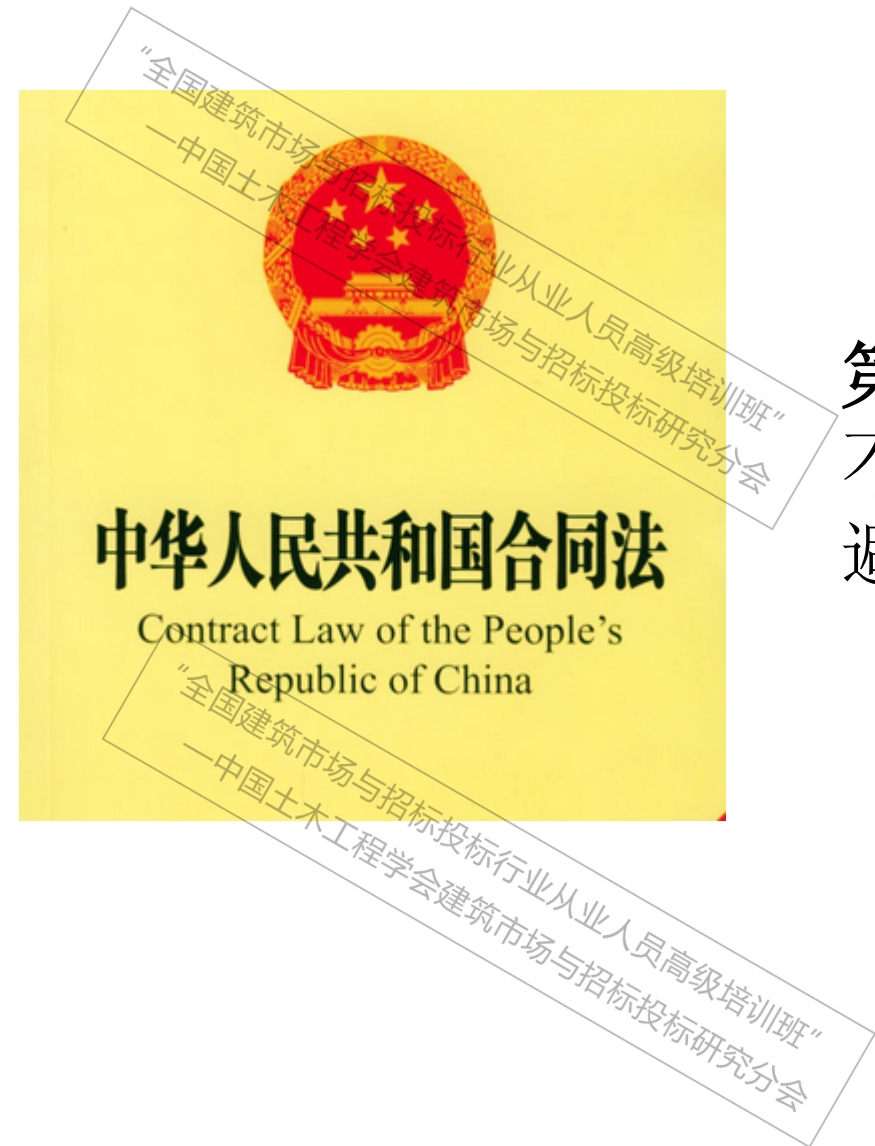 “全国建筑市场与招标投标行业从业人员高级培训班”
—中国土木工程学会建筑市场与招标投标研究分会
中华人民共和国合同法
Contract Law of the People’s
Republic of China
“全国建筑市场与招标投标行业从业人员高级培训班”
—中国土木工程学会建筑市场与招标投标研究分会